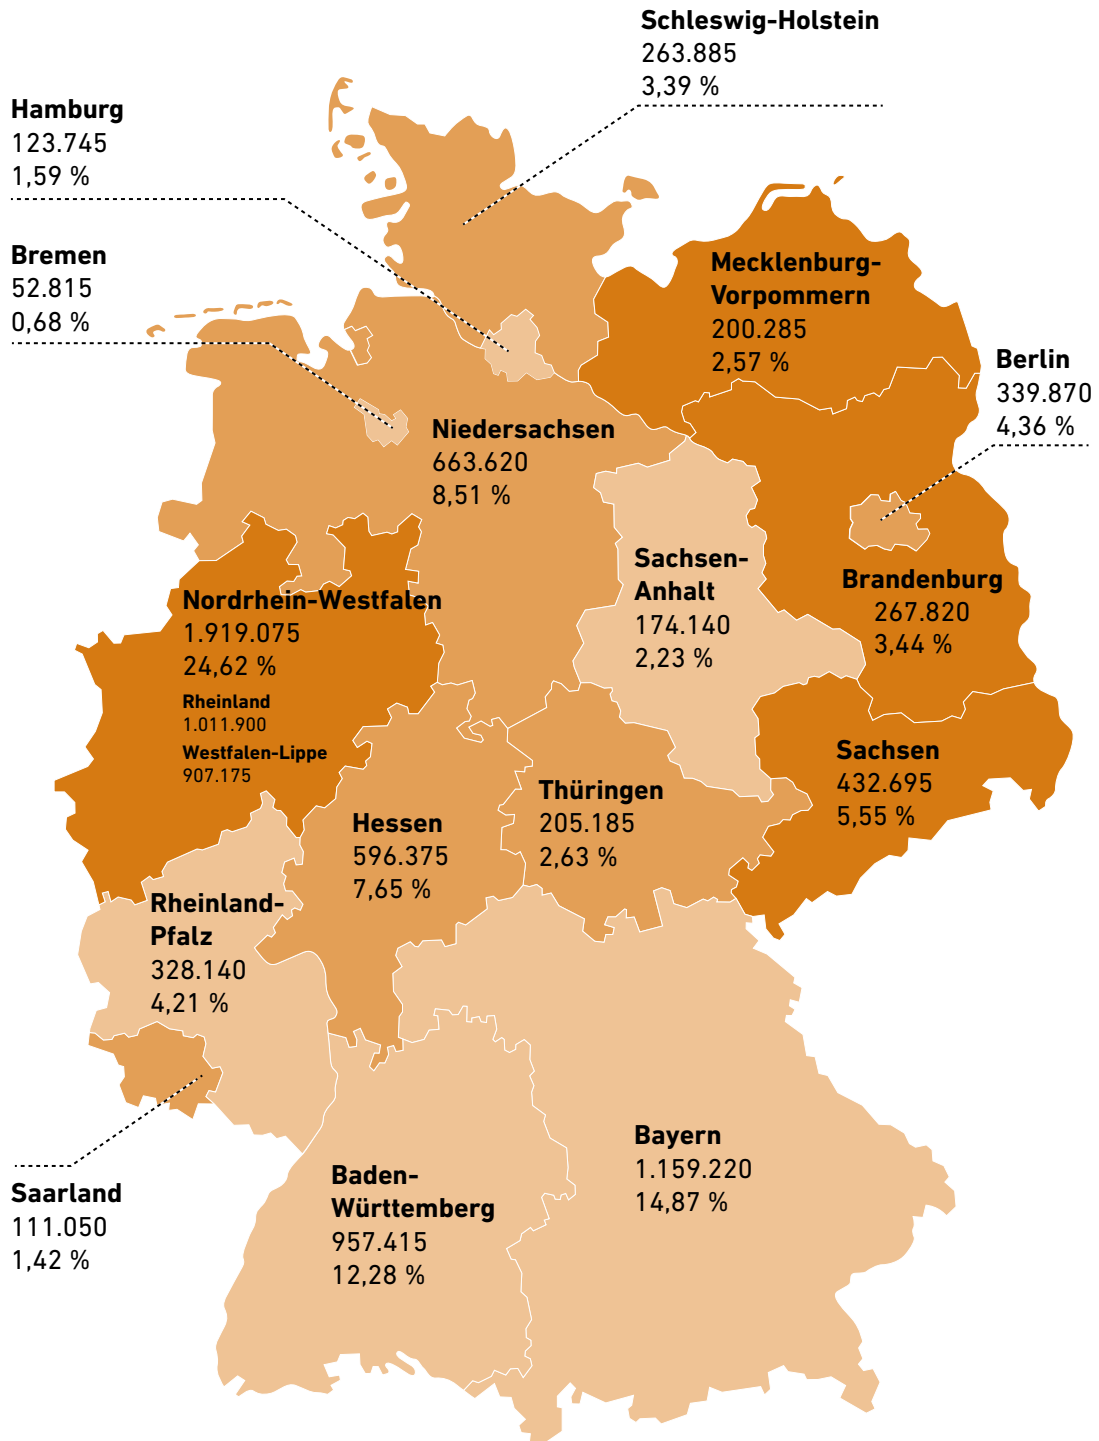 Schleswig-Holstein
263.885
3,39 %
Hamburg
123.745
1,59 %
Bremen
52.815
0,68 %
Mecklenburg-
Vorpommern
200.285
2,57 %
Berlin
339.870
4,36 %
Niedersachsen
663.620
8,51 %
Sachsen-
Anhalt
174.140
2,23 %
Brandenburg
267.820
3,44 %
Nordrhein-Westfalen
1.919.075
24,62 %
Rheinland
1.011.900
Westfalen-Lippe
907.175
Sachsen
432.695
5,55 %
Thüringen
205.185
2,63 %
Hessen
596.375
7,65 %
Rheinland-
Pfalz
328.140
4,21 %
Saarland
111.050
1,42 %
Baden-
Württemberg
957.415
12,28 %
Bayern
1.159.220
14,87 %